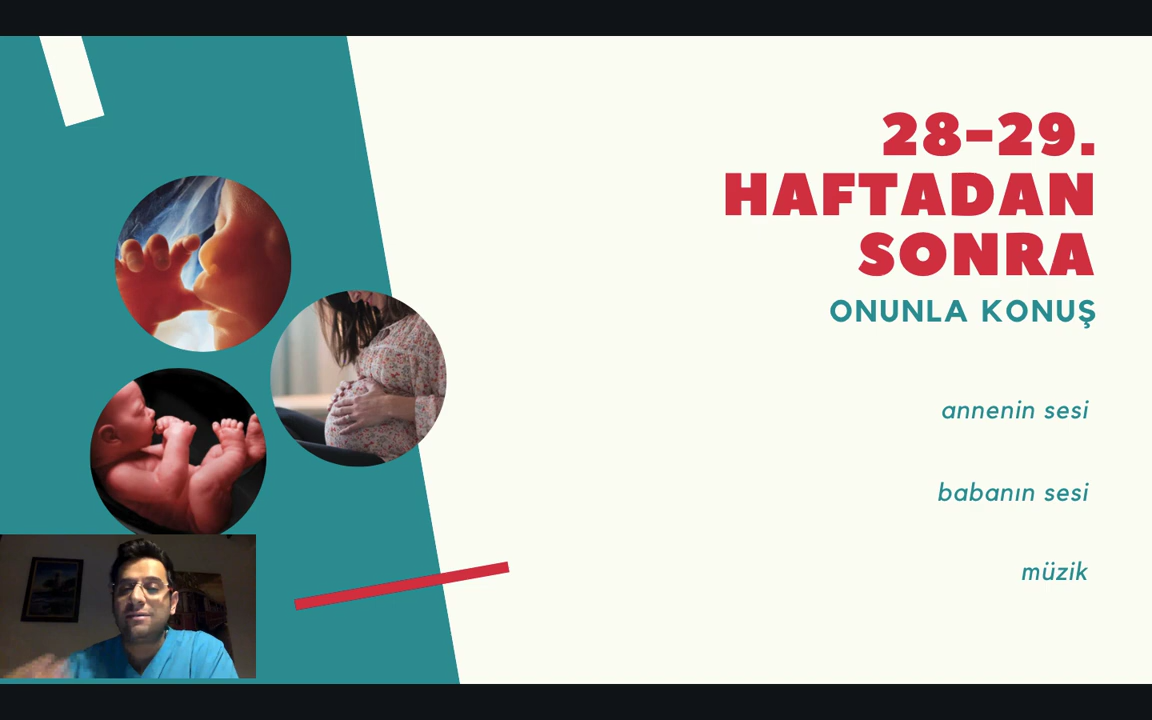 28-29.
HAFTADAN
SONRA
ONUNLA KONUŞ
annenin sesi
babanın sesi
müzik